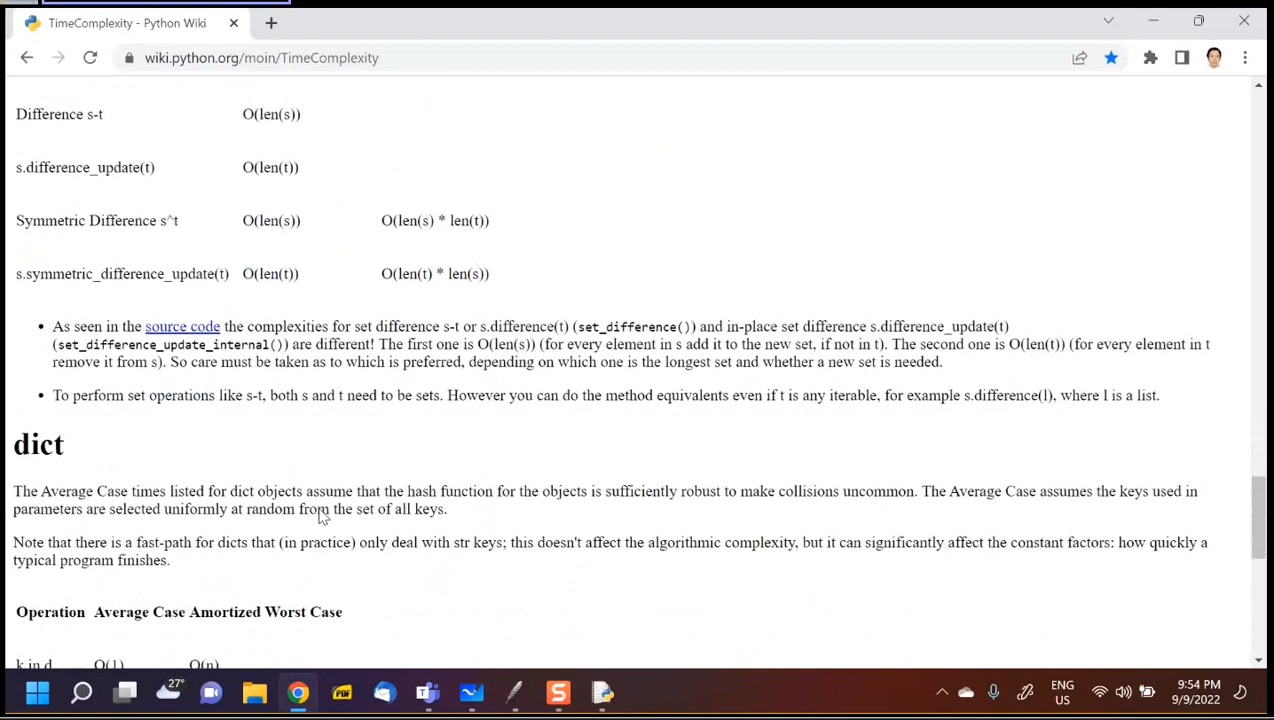 TimeComplexity - Python Wiki
wiki.python.org/moin/TimeComplexity
Difference s-t O(len(s))
s.difference_update(t) O(len(t))
Symmetric Difference s^t O(len(s)) O(len(s) * len(t))
s.symmetric_difference_update(t) O(len(t)) O(len(t) * len(s))
• As seen in the source code the complexities for set difference s-t or s.difference(t) (set_difference()) and in-place set difference s.difference_update(t)
(set_difference_update_internal()) are different! The first one is O(len(s)) (for every element in s add it to the new set, if not in t). The second one is O(len(t)) (for every element in t
remove it from s). So care must be taken as to which is preferred, depending on which one is the longest set and whether a new set is needed.
• To perform set operations like s-t, both s and t need to be sets. However you can do the method equivalents even if t is any iterable, for example s.difference(l), where l is a list.
dict
The Average Case times listed for dict objects assume that the hash function for the objects is sufficiently robust to make collisions uncommon. The Average Case assumes the keys used in
parameters are selected uniformly at random from the set of all keys.
Note that there is a fast-path for dicts that (in practice) only deal with str keys; this doesn't affect the algorithmic complexity, but it can significantly affect the constant factors: how quickly a
typical program finishes.
Operation Average Case Amortized Worst Case
k in d O(1) O(n)
27°
PDF
S
ENG
US
9:54 PM
9/9/2022